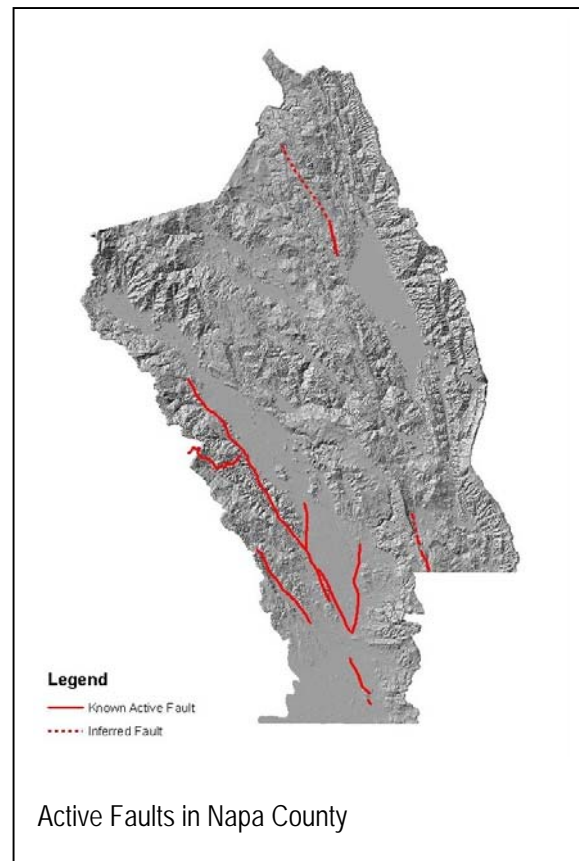 Legend
Known Active Fault
Inferred Fault
Active Faults in Napa County